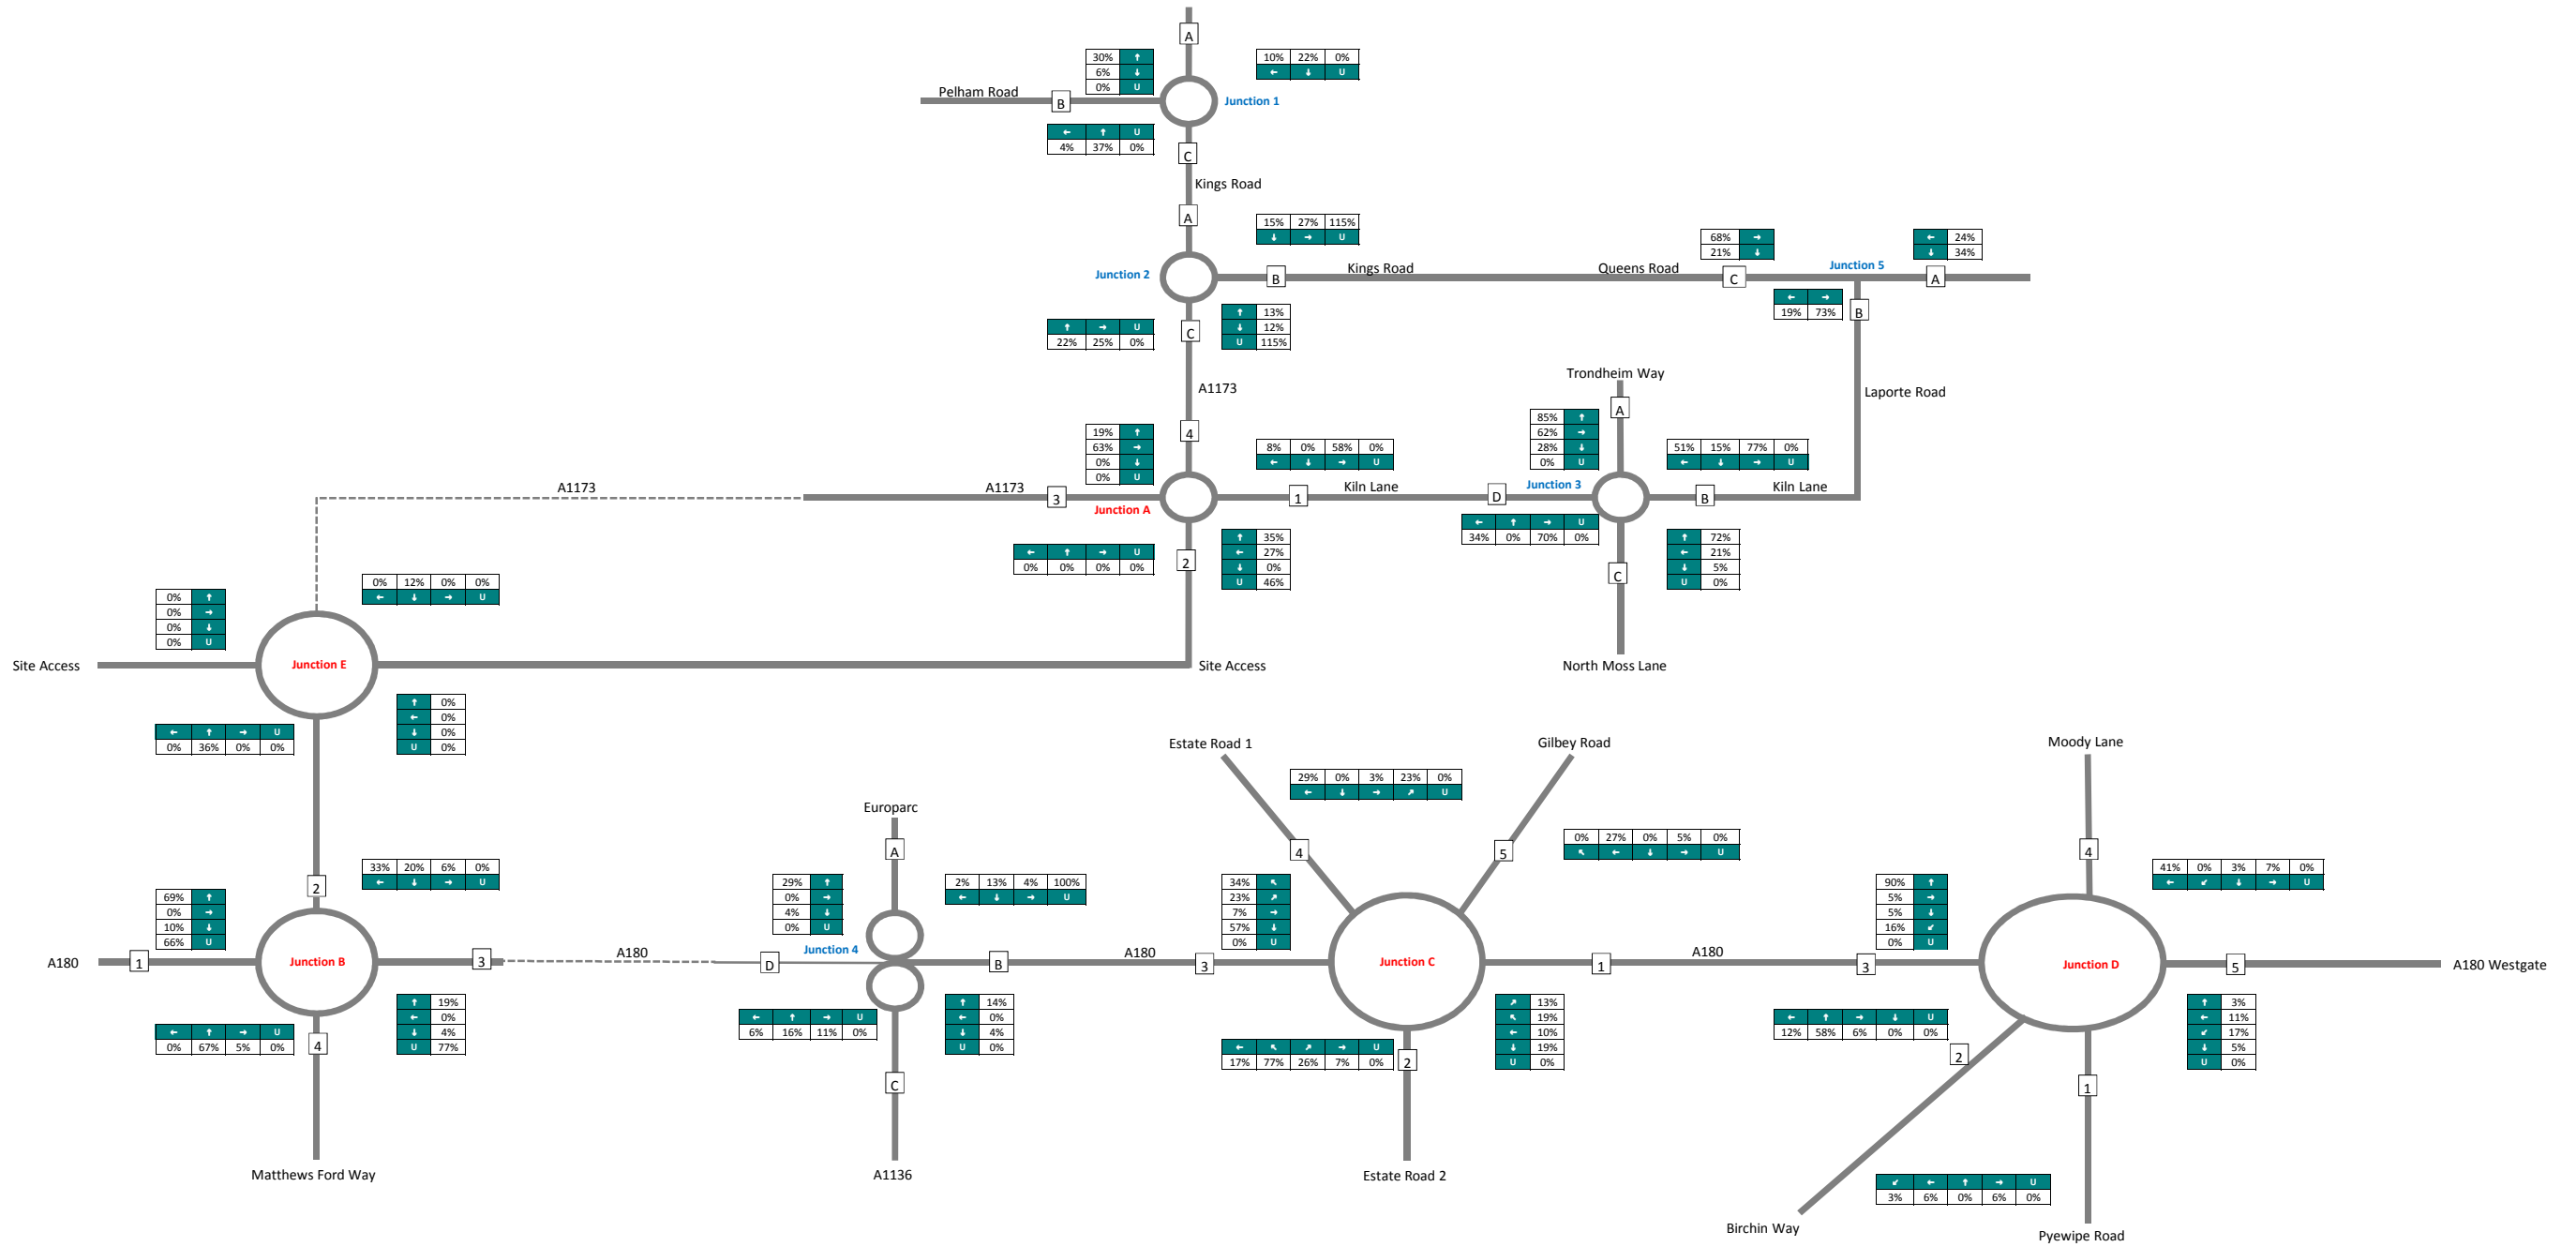 A
30% ↑
6% ↓
0% U
10% 22% 0%
← ↓ U
Pelham Road
B
Junction 1
← ↑ U
4% 37% 0%
C
Kings Road
A
15% 27% 115%
↓ → U
68% →
21% ↓
← 24%
↓ 34%
Junction 2
B
Kings Road
Queens Road
C
Junction 5
A
← →
19% 73%
B
↑ → U
22% 25% 0%
C
↑ 13%
↓ 12%
U 115%
A1173
Trondheim Way
Laporte Road
A
19% ↑
63% →
0% ↓
0% U
4
8% 0% 58% 0%
← ↓ → U
85% ↑
62% →
28% ↓
0% U
51% 15% 77% 0%
← ↓ → U
A1173
A1173
3
Junction A
1
Kiln Lane
D
Junction 3
B
Kiln Lane
← ↑ → U
34% 0% 70% 0%
← ↑ → U
0% 0% 0% 0%
2
↑ 35%
← 27%
↓ 0%
U 46%
C
↑ 72%
← 21%
↓ 5%
U 0%
0% ↑
0% →
0% ↓
0% U
0% 12% 0% 0%
← ↓ → U
Site Access
Junction E
Site Access
North Moss Lane
← ↑ → U
0% 36% 0% 0%
↑ 0%
← 0%
↓ 0%
U 0%
Estate Road 1
Gilbey Road
Moody Lane
29% 0% 3% 23% 0%
← ↓ → ↗ U
Europarc
0% 27% 0% 5% 0%
↖ ← ↓ → U
A
4
5
4
2
33% 20% 6% 0%
← ↓ → U
69% ↑
0% →
10% ↓
66% U
29% ↑
0% →
4% ↓
0% U
2% 13% 4% 100%
← ↓ → U
34% ↖
23% ↗
7% →
57% ↓
0% U
90% ↑
5% →
5% ↓
16% ↙
0% U
41% 0% 3% 7% 0%
← ↙ ↓ → U
A180
1
Junction B
3
A180
D
Junction 4
B
A180
3
Junction C
1
A180
3
Junction D
5
A180 Westgate
← ↑ → U
0% 67% 5% 0%
4
↑ 19%
← 0%
↓ 4%
U 77%
← ↑ → U
6% 16% 11% 0%
C
↑ 14%
← 0%
↓ 4%
U 0%
← ↖ ↗ → U
17% 77% 26% 7% 0%
2
↗ 13%
↖ 19%
← 10%
↓ 19%
U 0%
← ↑ → ↓ U
12% 58% 6% 0% 0%
2
1
↑ 3%
← 11%
↙ 17%
↓ 5%
U 0%
Matthews Ford Way
A1136
Estate Road 2
↙ ← ↑ → U
3% 6% 0% 6% 0%
Birchin Way
Pyewipe Road